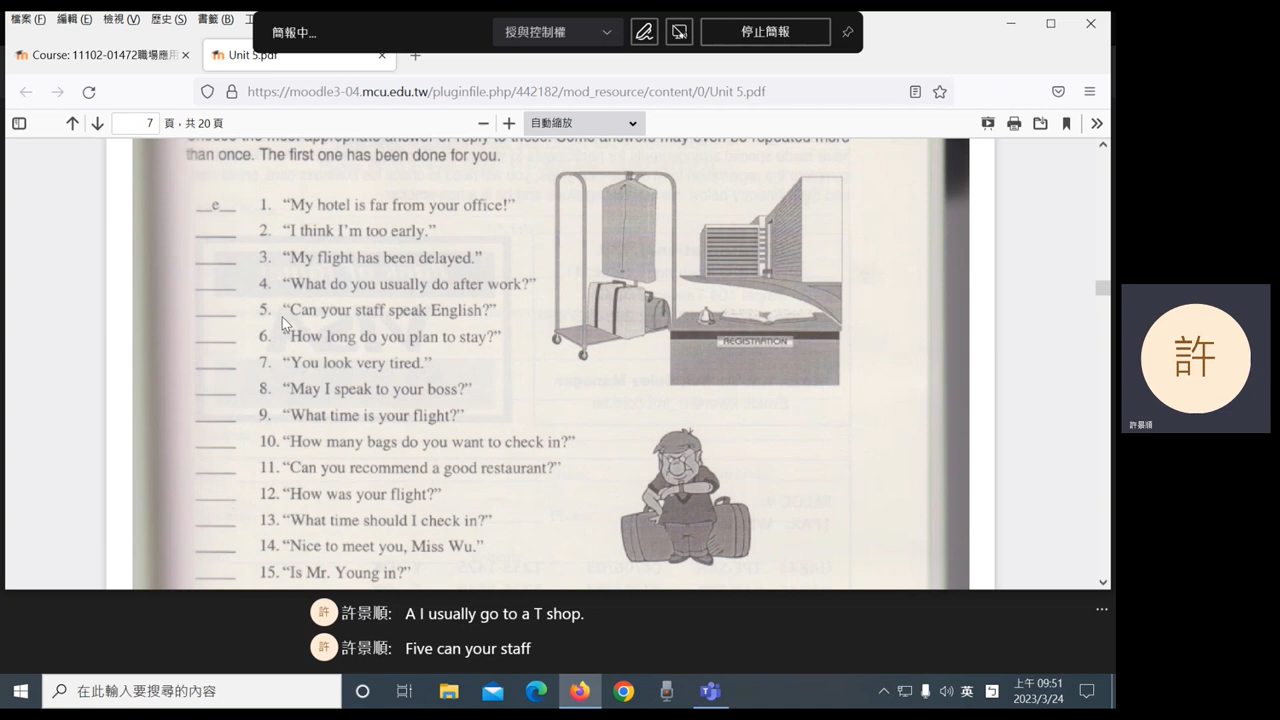 檔案(F) 編輯(E) 檢視(V) 歷史(S) 書籤(B)
簡報中...
授與控制權
停止簡報
Course: 11102-01472職場應用
Unit 5.pdf
https://moodle3-04.mcu.edu.tw/pluginfile.php/442182/mod_resource/content/0/Unit 5.pdf
7 頁，共 20 頁
自動縮放
than once. The first one has been done for you.
__e__ 1. “My hotel is far from your office!”
2. “I think I'm too early.”
3. “My flight has been delayed.”
4. “What do you usually do after work?”
5. “Can your staff speak English?”
6. “How long do you plan to stay?”
7. “You look very tired.”
8. “May I speak to your boss?”
9. “What time is your flight?”
10. “How many bags do you want to check in?”
11. “Can you recommend a good restaurant?”
12. “How was your flight?”
13. “What time should I check in?”
14. “Nice to meet you, Miss Wu.”
15. “Is Mr. Young in?”
REGISTRATION
許
許景順
許 許景順: A I usually go to a T shop.
許 許景順: Five can your staff
在此輸入要搜尋的內容
英
上午 09:51
2023/3/24